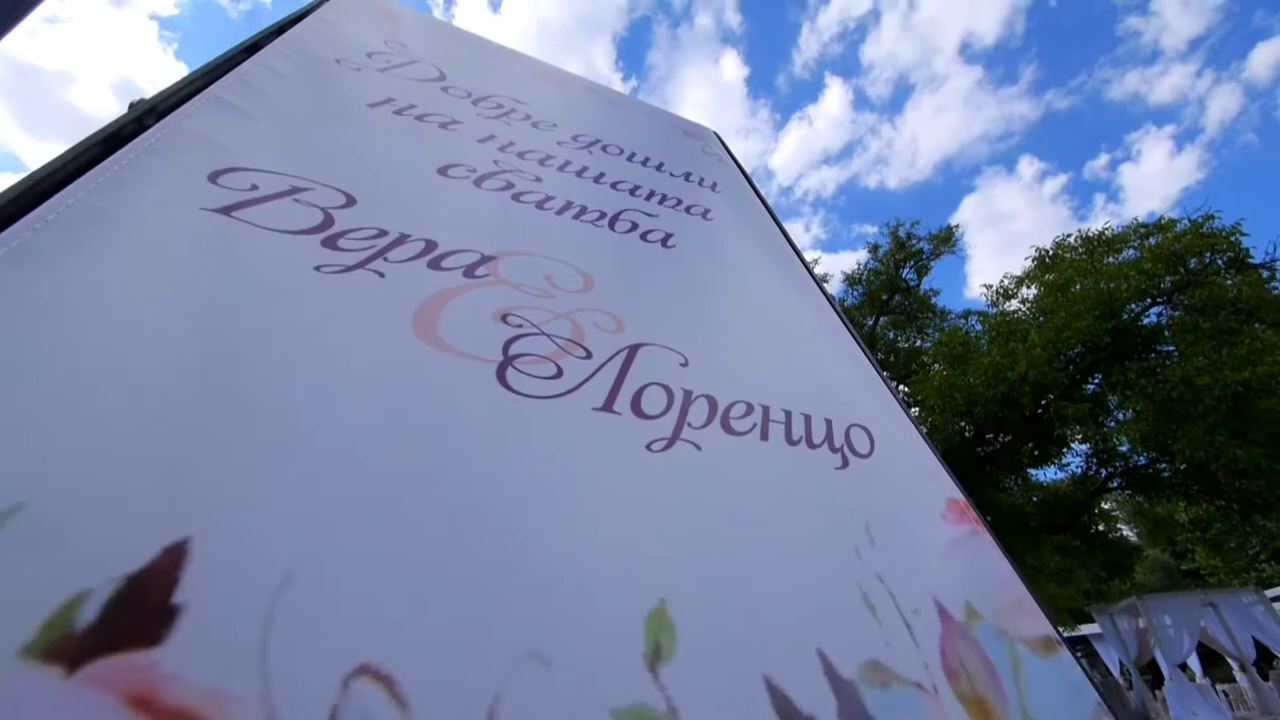 Добре дошли
на нашата
сватба
Вера
&
Лоренцо